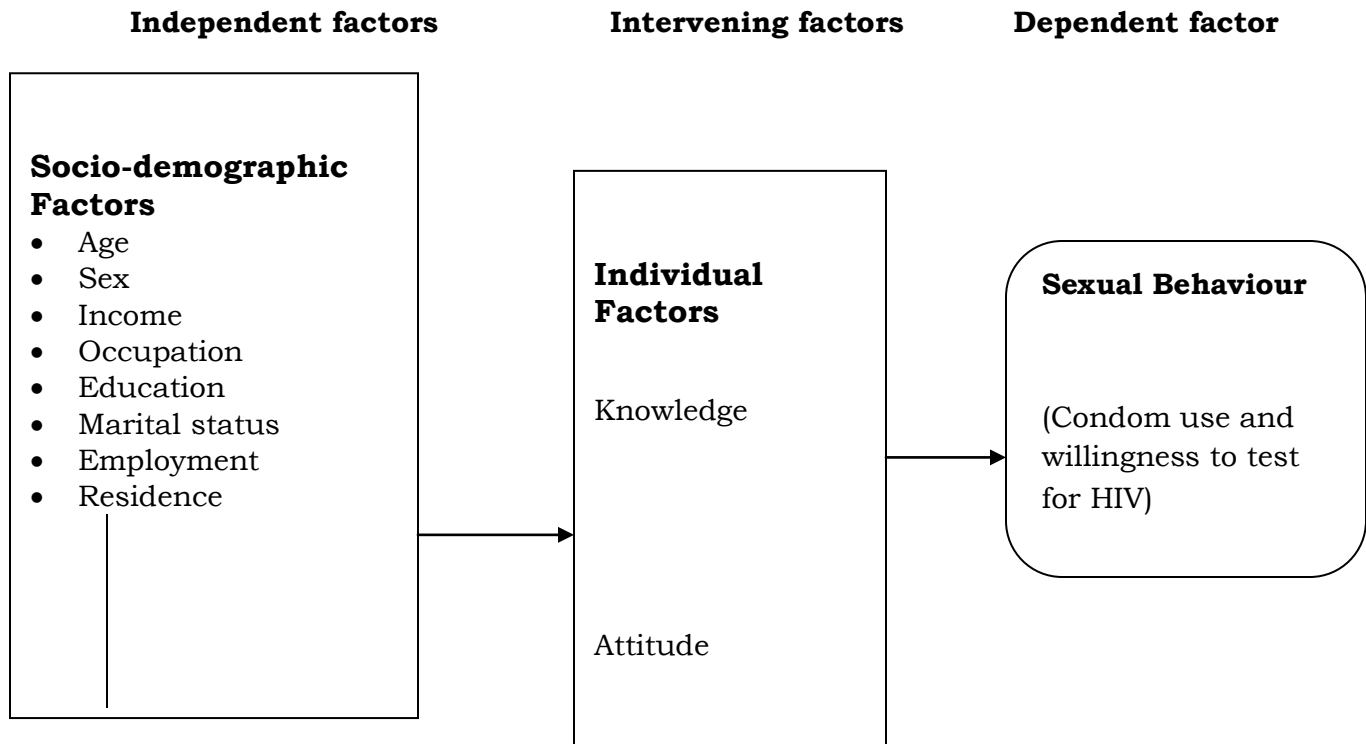 Independent factors Intervening factors Dependent factor
Socio-demographic
Factors
• Age
• Sex
• Income
• Occupation
• Education
• Marital status
• Employment
• Residence
Individual
Factors
Knowledge
Attitude
Sexual Behaviour
(Condom use and
willingness to test
for HIV)